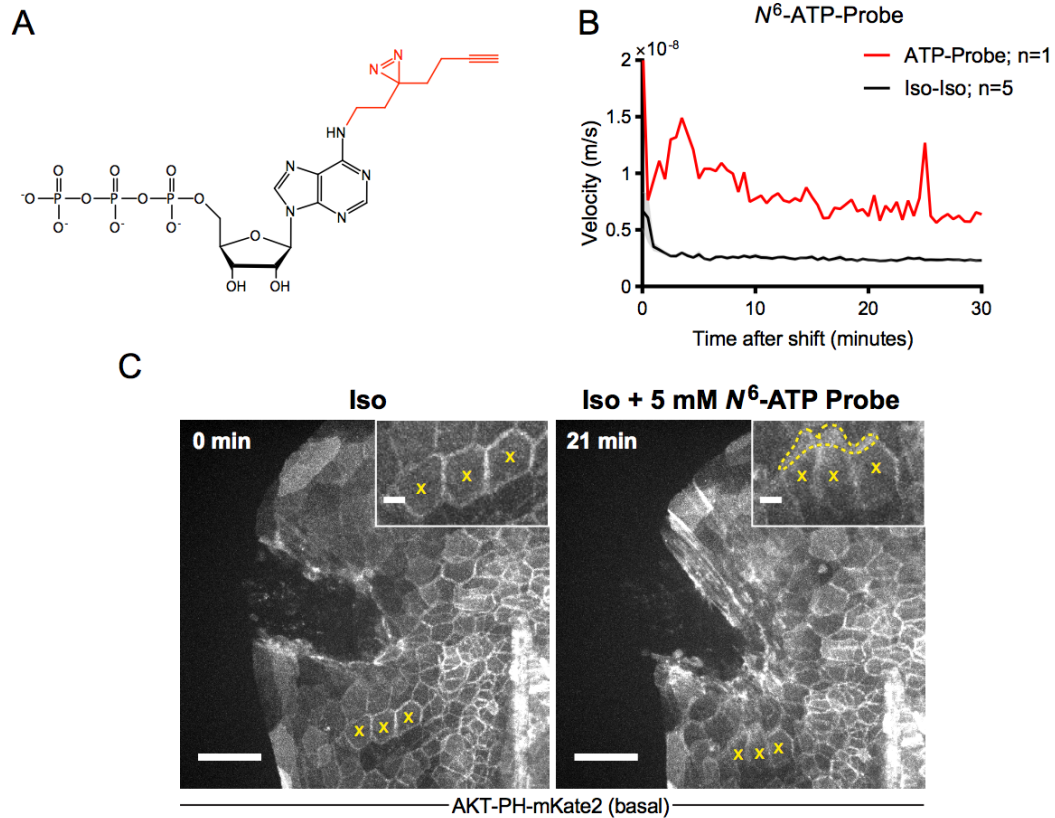 A
N
N
HN
N
N
N
N
O
O
O
-O
P
O
P
O
P
O
O-
O-
O-
O
OH
OH
B
N6-ATP-Probe
×10-8
ATP-Probe; n=1
Iso-Iso; n=5
2
1.5
1
0.5
0
Velocity (m/s)
0
10
20
30
Time after shift (minutes)
C
Iso
Iso + 5 mM N6-ATP Probe
0 min
x
x
x
x
x
x
21 min
x
x
x
x
x
x
AKT-PH-mKate2 (basal)